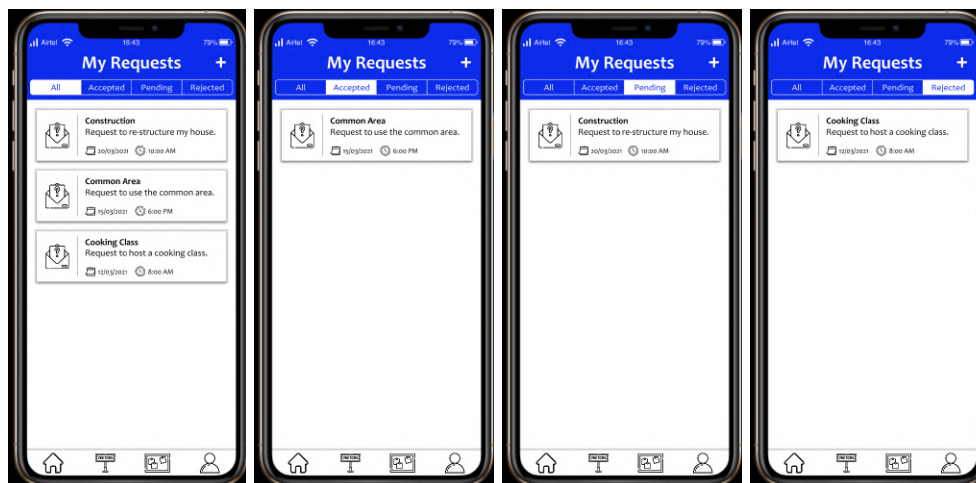 Airtel 16:43 79%
My Requests +
All Accepted Pending Rejected
Construction
Request to re-structure my house.
20/03/2021 10:00 AM
Common Area
Request to use the common area.
15/03/2021 6:00 PM
Cooking Class
Request to host a cooking class.
12/03/2021 8:00 AM
Airtel 16:43 79%
My Requests +
All Accepted Pending Rejected
Common Area
Request to use the common area.
15/03/2021 6:00 PM
Airtel 16:43 79%
My Requests +
All Accepted Pending Rejected
Construction
Request to re-structure my house.
20/03/2021 10:00 AM
Airtel 16:43 79%
My Requests +
All Accepted Pending Rejected
Cooking Class
Request to host a cooking class.
12/03/2021 8:00 AM